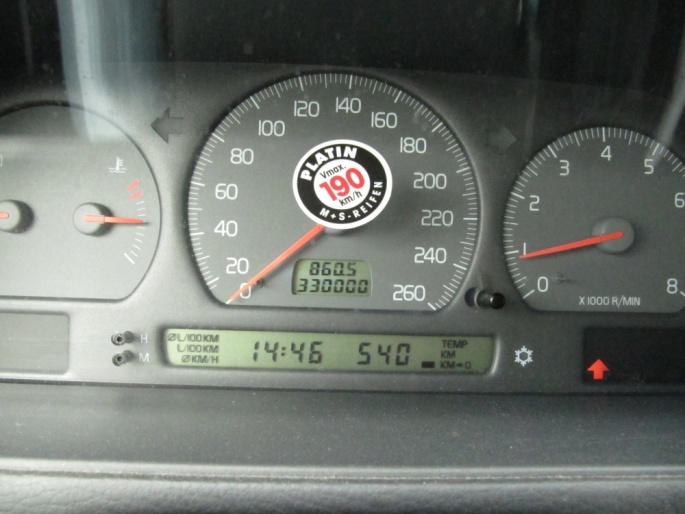 20
40
60
80
100
120
140
160
180
200
220
240
260
0
PLATIN
Vmax.
190
km/h
M+S-REIFEN
860.5
330000
0
1
2
3
4
5
6
8
X1000 R/MIN
H
M
ØL/100KM
L/100KM
ØKM/H
14:46
540
TEMP
KM
KM➔0